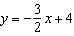 y = −3/2 x + 4